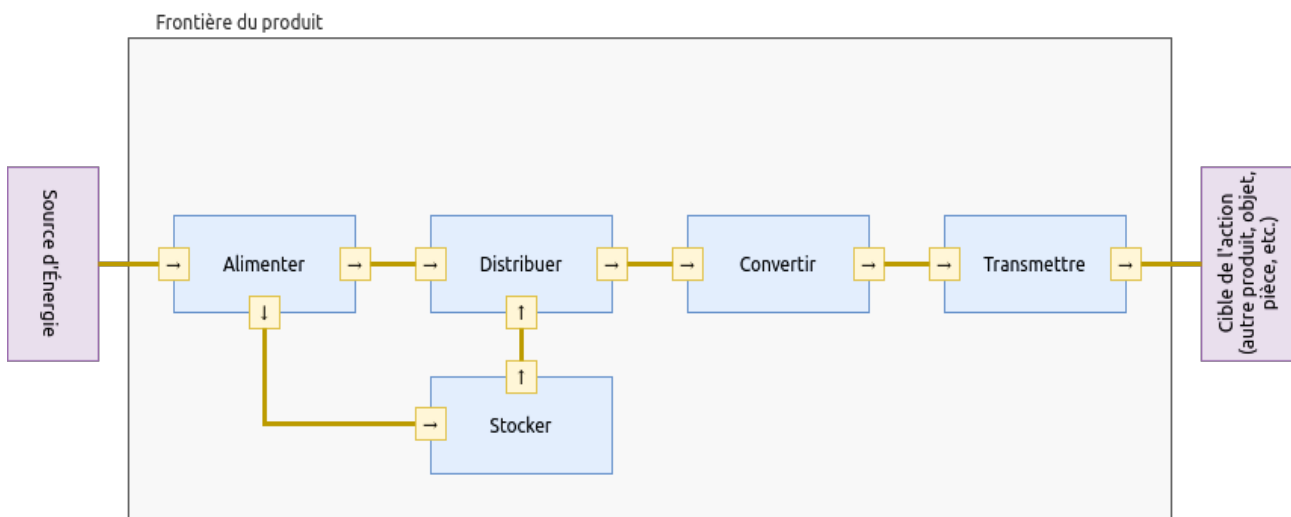 Frontière du produit
Source d'Énergie
→ Alimenter → → Distribuer → → Convertir → → Transmettre →
↓ ↑
↑
→ Stocker
Cible de l'action
(autre produit, objet,
pièce, etc.)